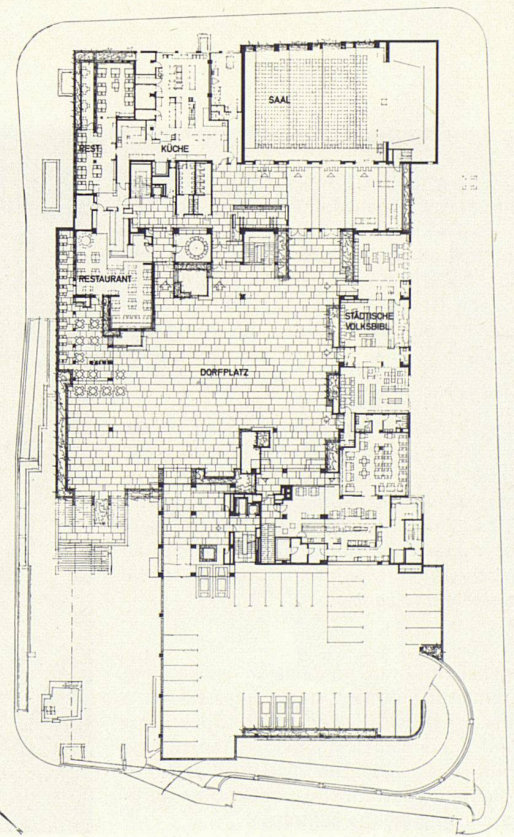 SAAL
REST.
KÜCHE
RESTAURANT
STÄDTISCHE
VOLKSBIBL.
DORFPLATZ